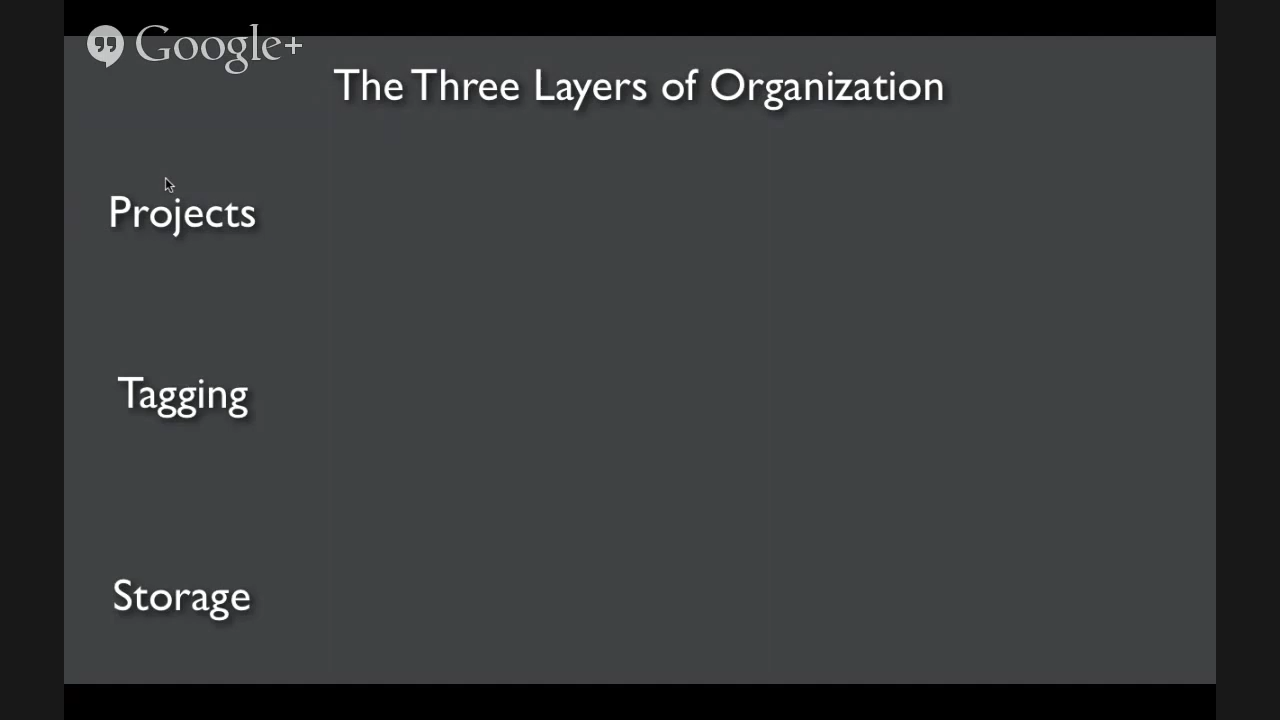 Google+
The Three Layers of Organization
Projects
Tagging
Storage